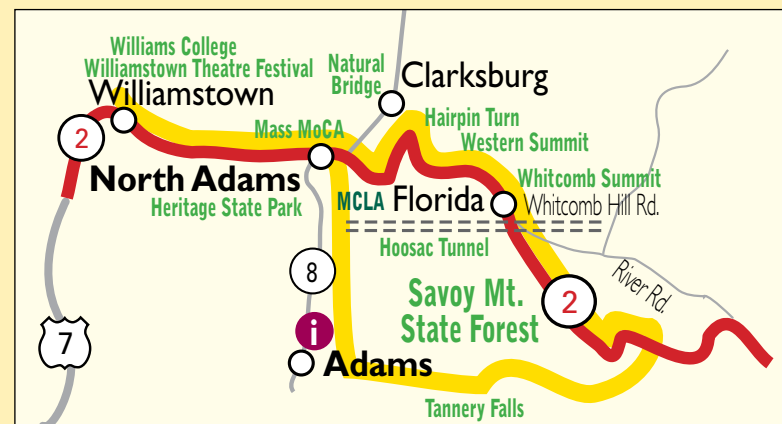 Williams College
Williamstown Theatre Festival
Williamstown
Natural
Bridge
Clarksburg
2
Mass MoCA
Hairpin Turn
Western Summit
North Adams
Heritage State Park
MCLA
Florida
Whitcomb Summit
Whitcomb Hill Rd.
Hoosac Tunnel
8
Savoy Mt.
State Forest
2
River Rd.
7
i
Adams
Tannery Falls